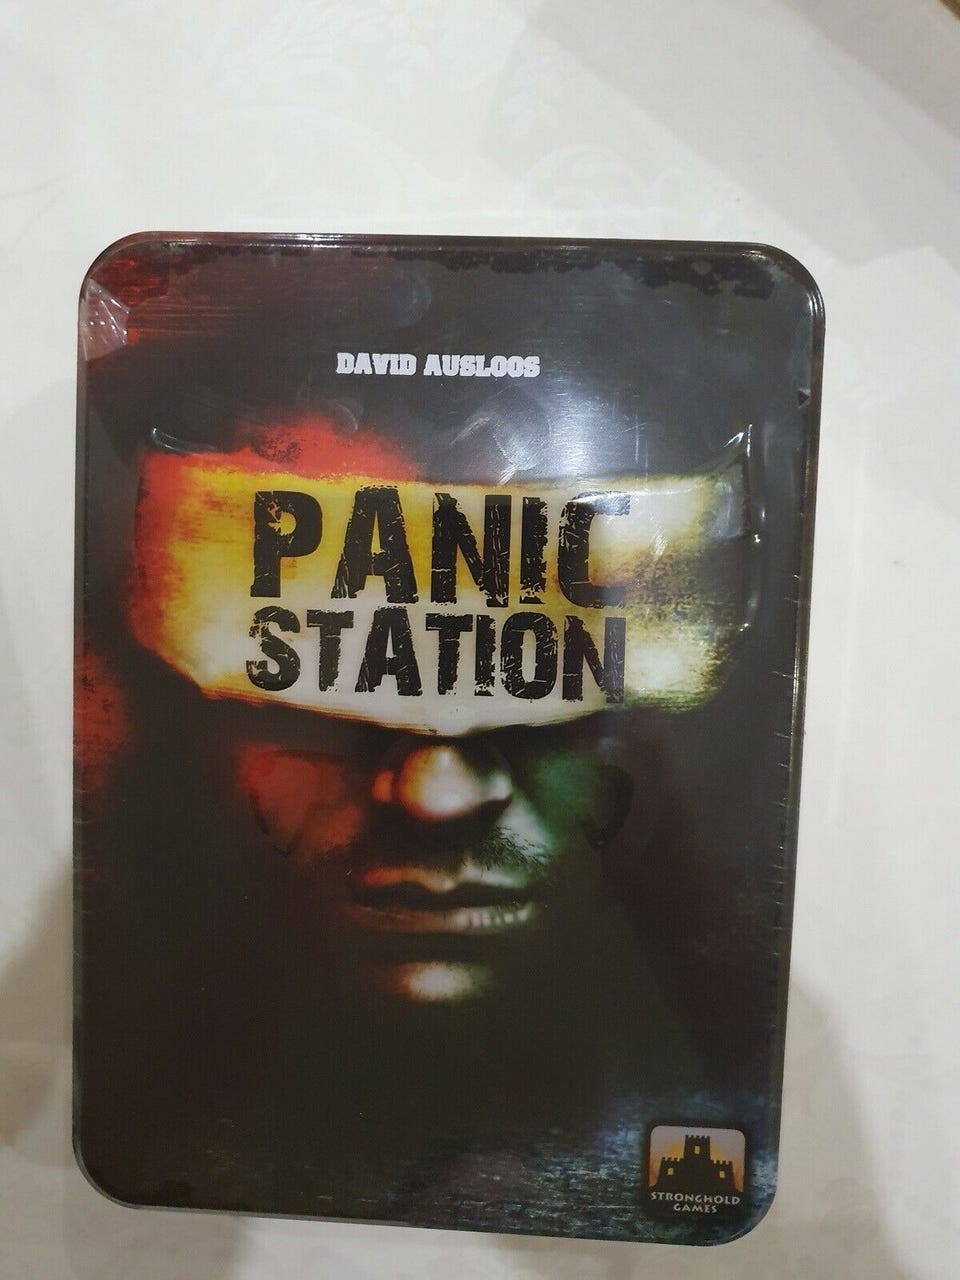 DAVID AUSLOOS
PANIC
STATION
STRONGHOLD
GAMES